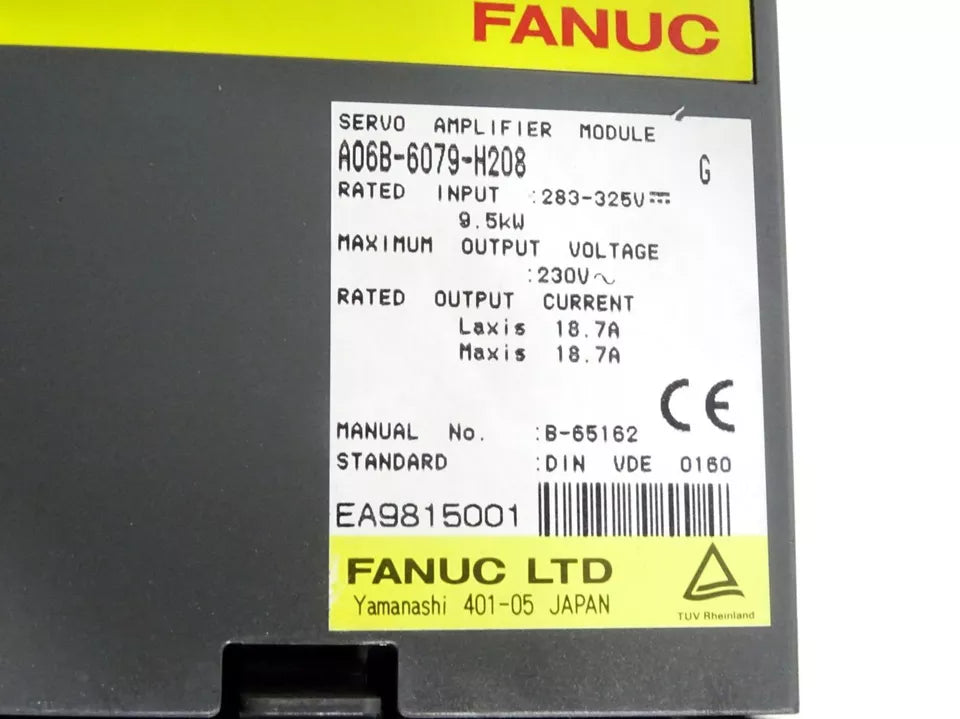 FANUC
SERVO AMPLIFIER MODULE
A06B-6079-H208 G
RATED INPUT :283-325V⎓
9.5kW
MAXIMUM OUTPUT VOLTAGE
:230V～
RATED OUTPUT CURRENT
Laxis 18.7A
Maxis 18.7A
CE
MANUAL No. :B-65162
STANDARD :DIN VDE 0160
EA9815001
FANUC LTD
Yamanashi 401-05 JAPAN
TUV Rheinland